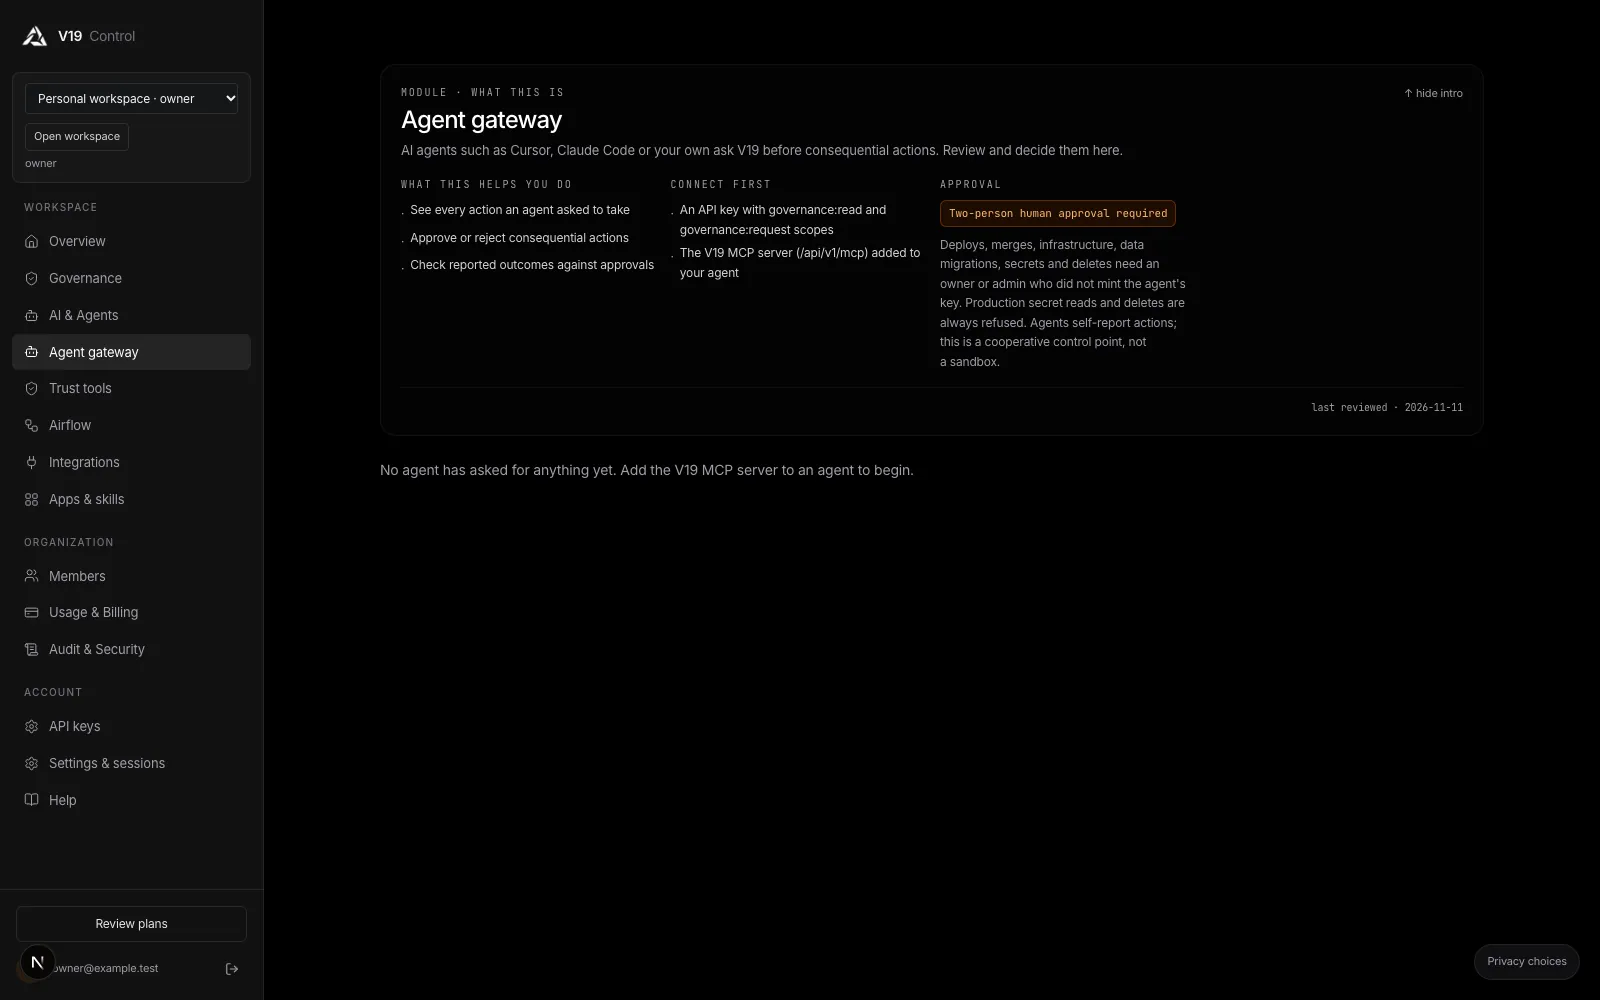 V19 Control
Personal workspace · owner
Open workspace
owner
WORKSPACE
Overview
Governance
AI & Agents
Agent gateway
Trust tools
Airflow
Integrations
Apps & skills
ORGANIZATION
Members
Usage & Billing
Audit & Security
ACCOUNT
API keys
Settings & sessions
Help
Review plans
N
owner@example.test
MODULE · WHAT THIS IS
↑ hide intro
Agent gateway
AI agents such as Cursor, Claude Code or your own ask V19 before consequential actions. Review and decide them here.
WHAT THIS HELPS YOU DO
. See every action an agent asked to take
. Approve or reject consequential actions
. Check reported outcomes against approvals
CONNECT FIRST
. An API key with governance:read and
governance:request scopes
. The V19 MCP server (/api/v1/mcp) added to
your agent
APPROVAL
Two-person human approval required
Deploys, merges, infrastructure, data
migrations, secrets and deletes need an
owner or admin who did not mint the agent's
key. Production secret reads and deletes are
always refused. Agents self-report actions;
this is a cooperative control point, not
a sandbox.
last reviewed · 2026-11-11
No agent has asked for anything yet. Add the V19 MCP server to an agent to begin.
Privacy choices